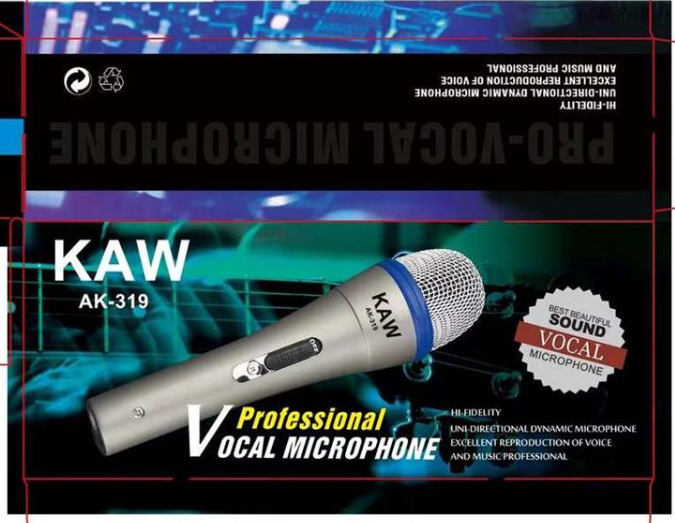 HI-FIDELITY
UNI-DIRECTIONAL DYNAMIC MICROPHONE
EXCELLENT REPRODUCTION OF VOICE
AND MUSIC PROFESSIONAL
PRO-VOCAL MICROPHONE
KAW
AK-319
KAW
AK-319
BEST BEAUTIFUL
SOUND
VOCAL
MICROPHONE
Professional
VOCAL MICROPHONE
HI-FIDELITY
UNI-DIRECTIONAL DYNAMIC MICROPHONE
EXCELLENT REPRODUCTION OF VOICE
AND MUSIC PROFESSIONAL